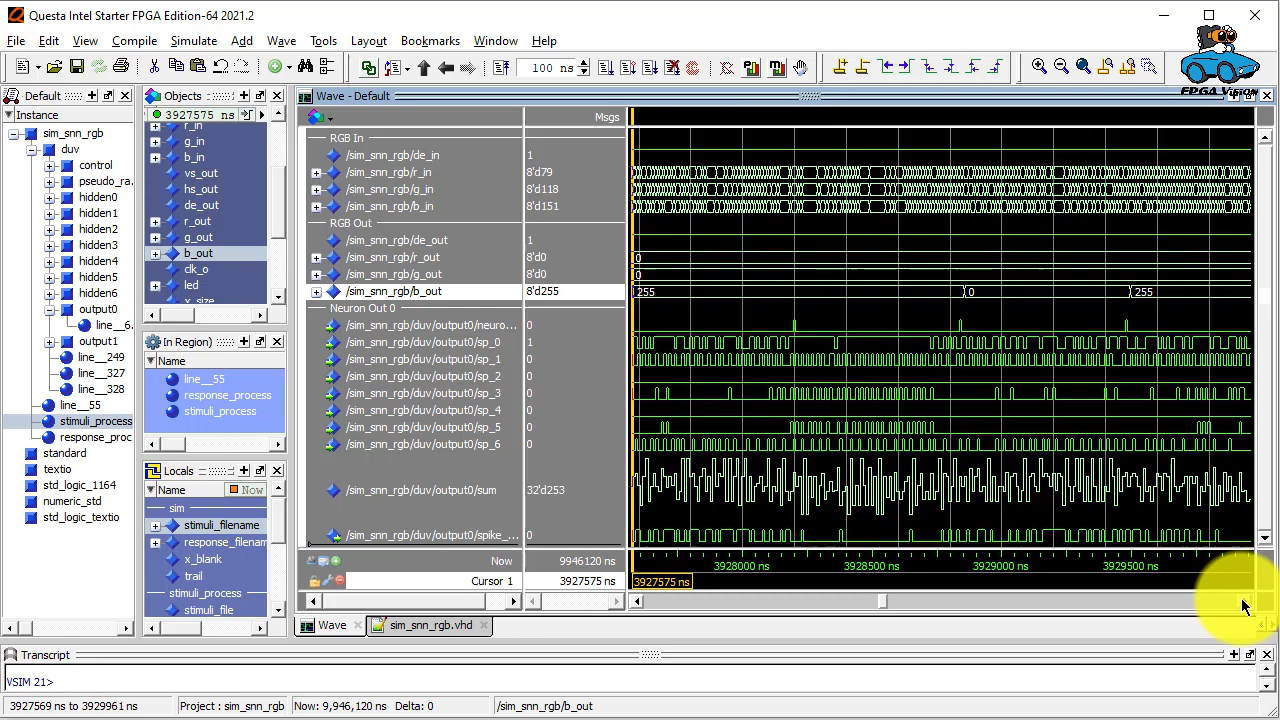 Questa Intel Starter FPGA Edition-64 2021.2
File Edit View Compile Simulate Add Wave Tools Layout Bookmarks Window Help
100 ns
FPGA Vision
Default
Instance
sim_snn_rgb
duv
control
pseudo_ra
hidden0
hidden1
hidden2
hidden3
hidden4
hidden5
hidden6
output0
line__6
output1
line__249
line__327
line__328
line__55
stimuli_process
response_proc
standard
textio
std_logic_1164
numeric_std
std_logic_textio
Objects
3927575 ns
r_in
g_in
b_in
vs_out
hs_out
de_out
r_out
g_out
b_out
clk_o
led
x_size
(In Region)
Name
line__55
response_process
stimuli_process
Locals
Name Now
sim
stimuli_filename
response_filenam
x_blank
trail
stimuli_process
stimuli_file
Wave - Default
Msgs
RGB In
/sim_snn_rgb/de_in 1
/sim_snn_rgb/r_in 8'd79
/sim_snn_rgb/g_in 8'd118
/sim_snn_rgb/b_in 8'd151
RGB Out
/sim_snn_rgb/de_out 1
/sim_snn_rgb/r_out 8'd0 0
/sim_snn_rgb/g_out 8'd0 0
/sim_snn_rgb/b_out 8'd255 255 0 255
Neuron Out 0
/sim_snn_rgb/duv/output0/neuro... 0
/sim_snn_rgb/duv/output0/sp_0 1
/sim_snn_rgb/duv/output0/sp_1 0
/sim_snn_rgb/duv/output0/sp_2 0
/sim_snn_rgb/duv/output0/sp_3 0
/sim_snn_rgb/duv/output0/sp_4 0
/sim_snn_rgb/duv/output0/sp_5 0
/sim_snn_rgb/duv/output0/sp_6 0
/sim_snn_rgb/duv/output0/sum 32'd253
/sim_snn_rgb/duv/output0/spike_... 0
Now 9946120 ns 3928000 ns 3928500 ns 3929000 ns 3929500 ns
Cursor 1 3927575 ns 3927575 ns
Wave sim_snn_rgb.vhd
Transcript
VSIM 21>
3927569 ns to 3929961 ns Project : sim_snn_rgb Now: 9,946,120 ns Delta: 0 /sim_snn_rgb/b_out